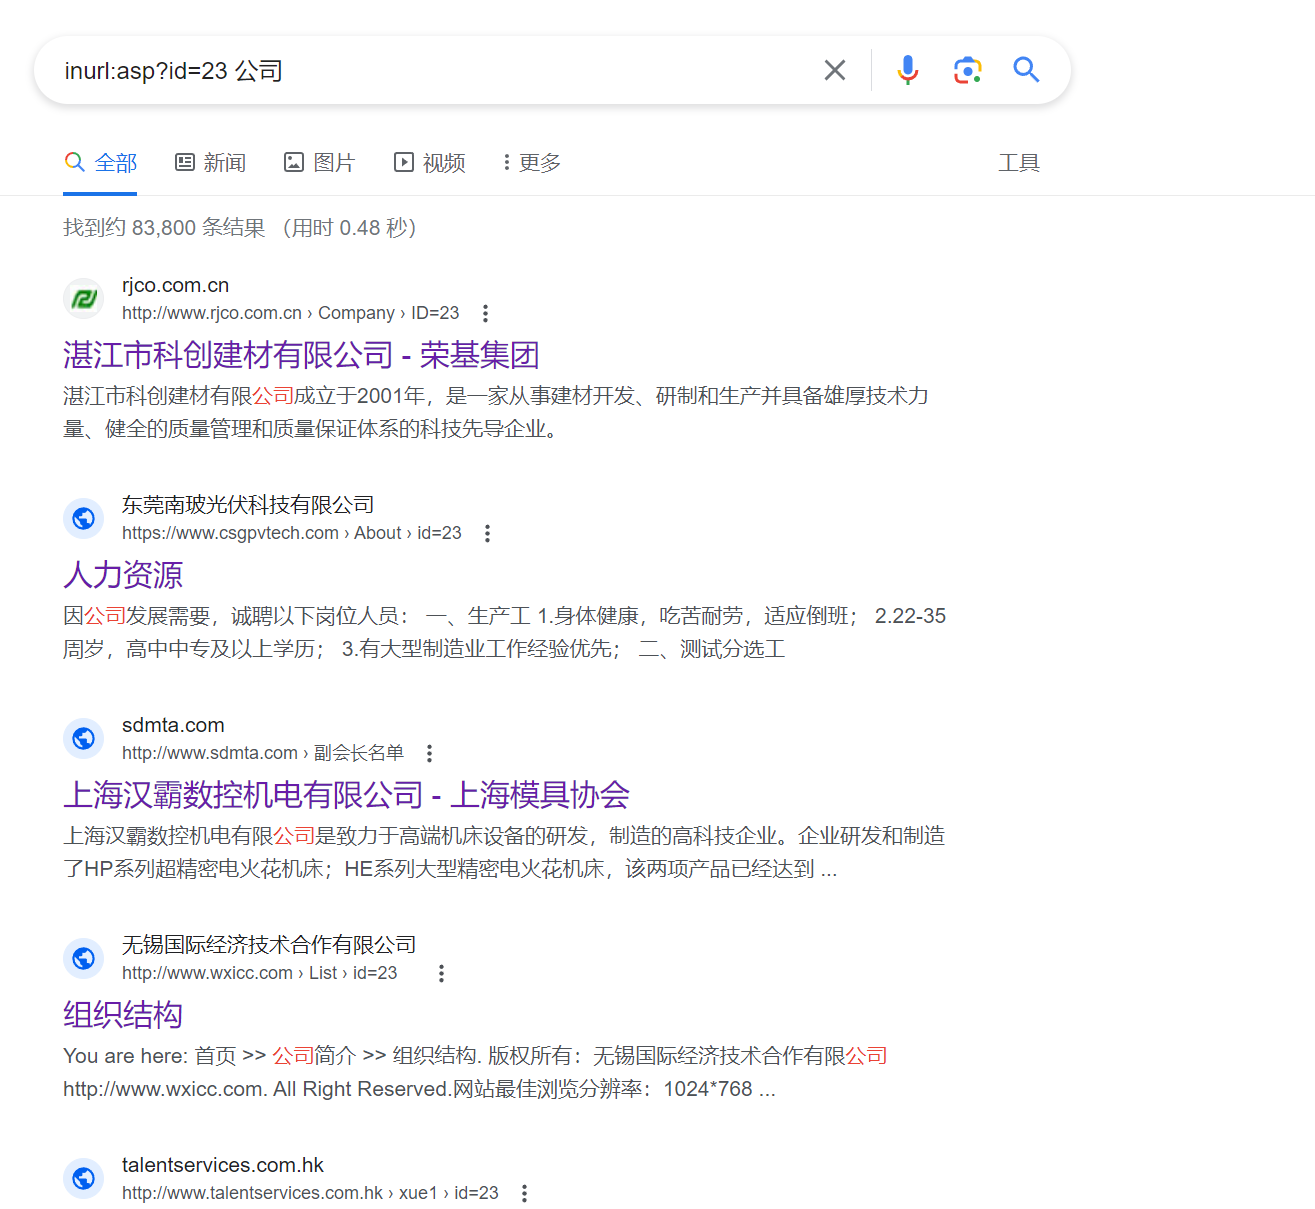 inurl:asp?id=23 公司
全部 新闻 图片 视频 更多 工具
找到约 83,800 条结果 （用时 0.48 秒）
rjco.com.cn
http://www.rjco.com.cn › Company › ID=23
湛江市科创建材有限公司 - 荣基集团
湛江市科创建材有限公司成立于2001年，是一家从事建材开发、研制和生产并具备雄厚技术力
量、健全的质量管理和质量保证体系的科技先导企业。
东莞南玻光伏科技有限公司
https://www.csgpvtech.com › About › id=23
人力资源
因公司发展需要，诚聘以下岗位人员： 一、生产工 1.身体健康，吃苦耐劳，适应倒班； 2.22-35
周岁，高中中专及以上学历； 3.有大型制造业工作经验优先； 二、测试分选工
sdmta.com
http://www.sdmta.com › 副会长名单
上海汉霸数控机电有限公司 - 上海模具协会
上海汉霸数控机电有限公司是致力于高端机床设备的研发，制造的高科技企业。企业研发和制造
了HP系列超精密电火花机床；HE系列大型精密电火花机床，该两项产品已经达到 ...
无锡国际经济技术合作有限公司
http://www.wxicc.com › List › id=23
组织结构
You are here: 首页 >> 公司简介 >> 组织结构. 版权所有：无锡国际经济技术合作有限公司
http://www.wxicc.com. All Right Reserved.网站最佳浏览分辨率：1024*768 ...
talentservices.com.hk
http://www.talentservices.com.hk › xue1 › id=23